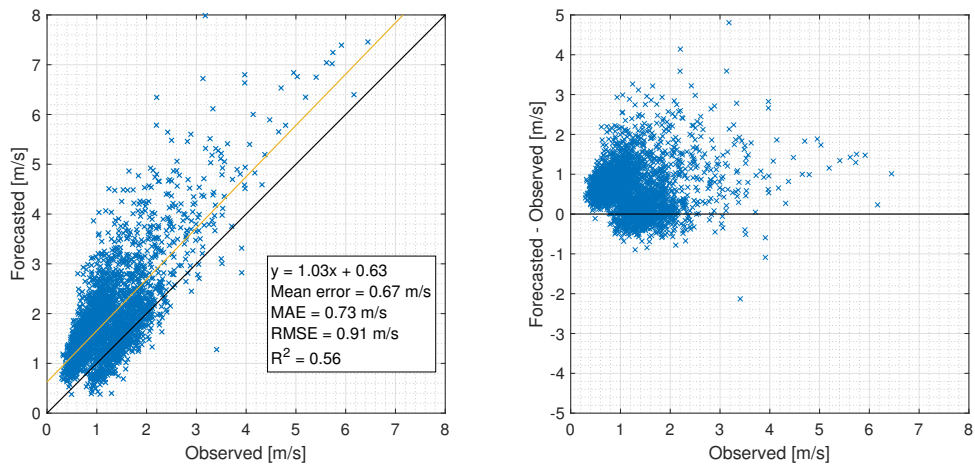 8
7
6
5
4
3
2
1
0
Forecasted [m/s]
y = 1.03x + 0.63
Mean error = 0.67 m/s
MAE = 0.73 m/s
RMSE = 0.91 m/s
R² = 0.56
0 1 2 3 4 5 6 7 8
Observed [m/s]
5
4
3
2
1
0
-1
-2
-3
-4
-5
Forecasted - Observed [m/s]
0 1 2 3 4 5 6 7 8
Observed [m/s]